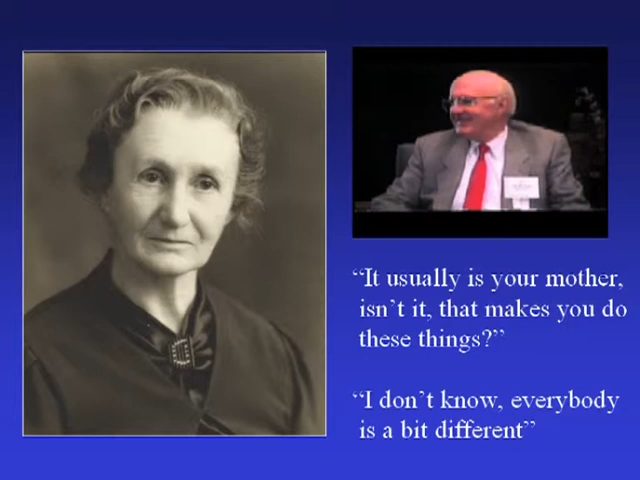 “It usually is your mother,
isn’t it, that makes you do
these things?”
“I don’t know, everybody
is a bit different”